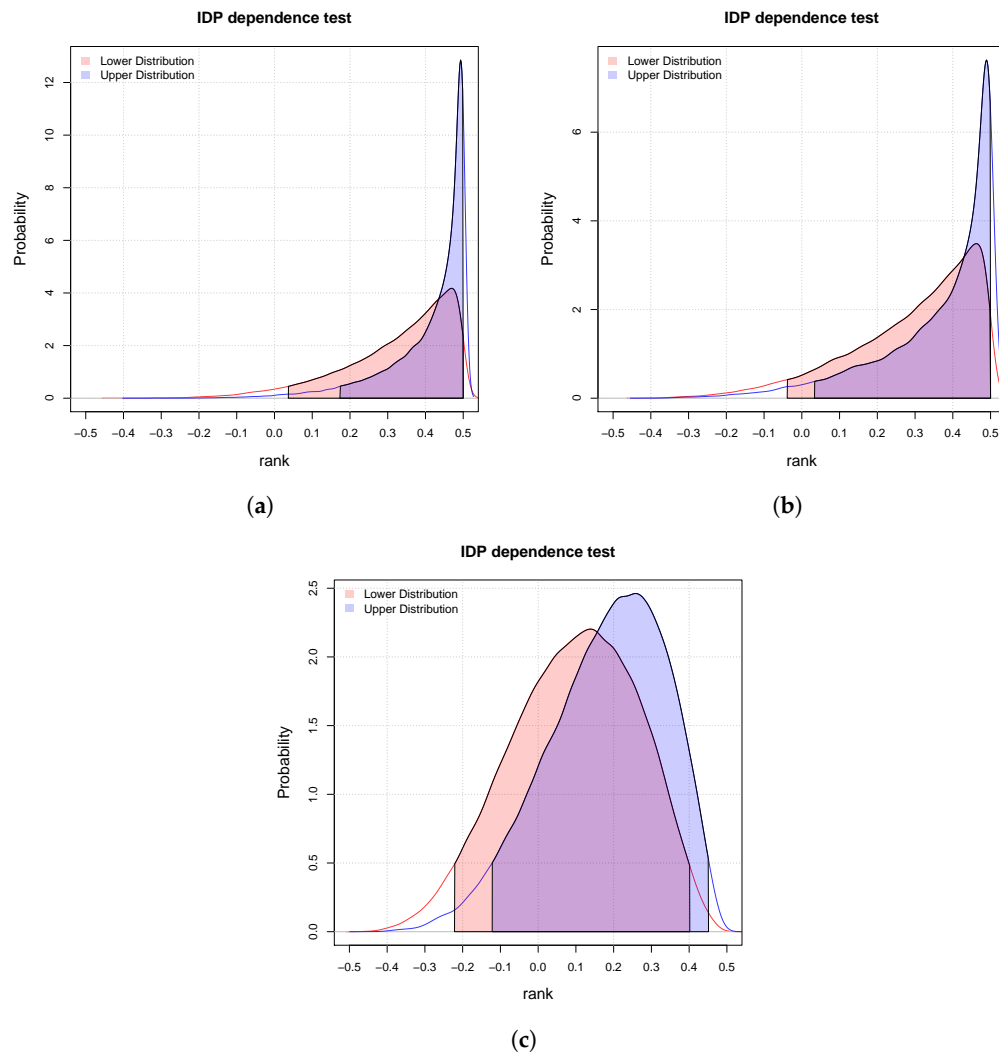 IDP dependence test
Lower Distribution
Upper Distribution
Probability
0 2 4 6 8 10 12
−0.5 −0.4 −0.3 −0.2 −0.1 0.0 0.1 0.2 0.3 0.4 0.5
rank
(a)
IDP dependence test
Lower Distribution
Upper Distribution
Probability
0 2 4 6
−0.5 −0.4 −0.3 −0.2 −0.1 0.0 0.1 0.2 0.3 0.4 0.5
rank
(b)
IDP dependence test
Lower Distribution
Upper Distribution
Probability
0.0 0.5 1.0 1.5 2.0 2.5
−0.5 −0.4 −0.3 −0.2 −0.1 0.0 0.1 0.2 0.3 0.4 0.5
rank
(c)